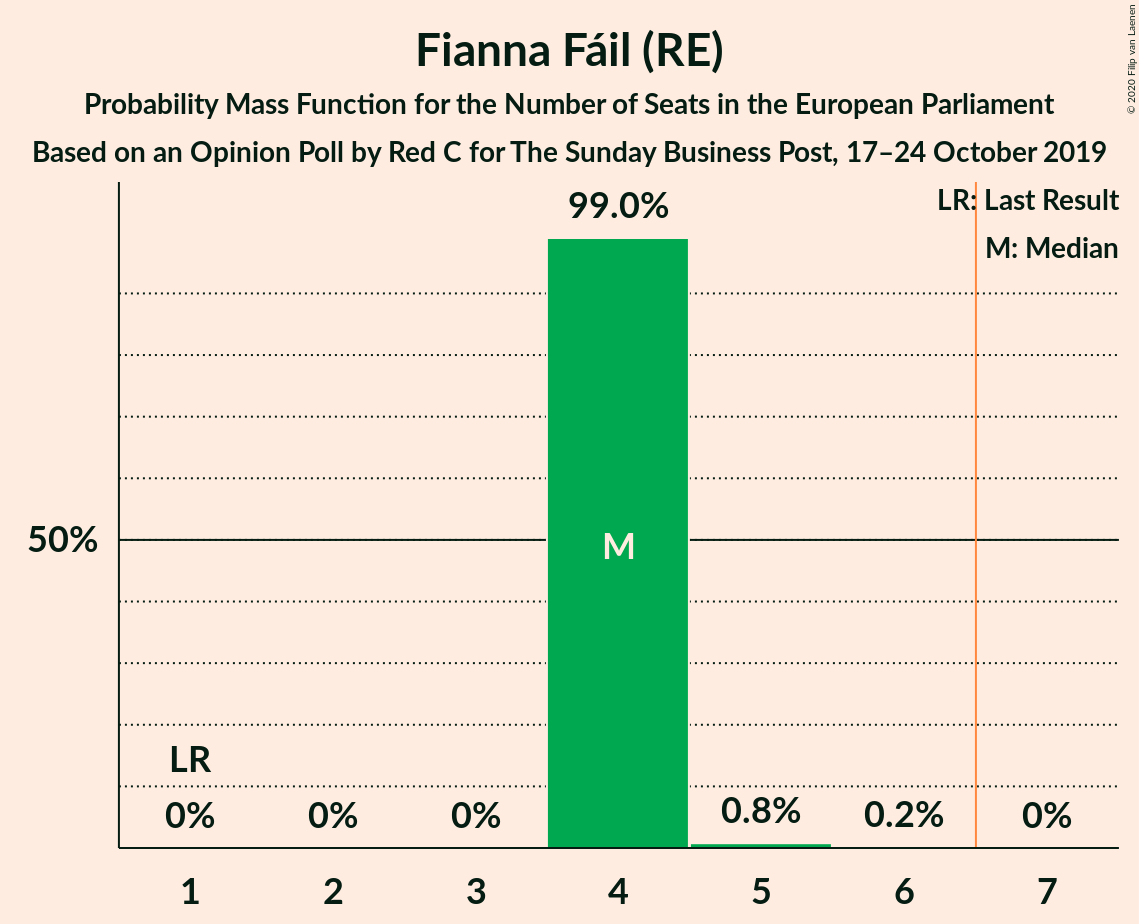 Fianna Fáil (RE)
Probability Mass Function for the Number of Seats in the European Parliament
Based on an Opinion Poll by Red C for The Sunday Business Post, 17–24 October 2019
© 2020 Filip van Laenen
LR: Last Result
M: Median
99.0%
50%
M
LR
0%
0%
0%
0.8%
0.2%
0%
1
2
3
4
5
6
7